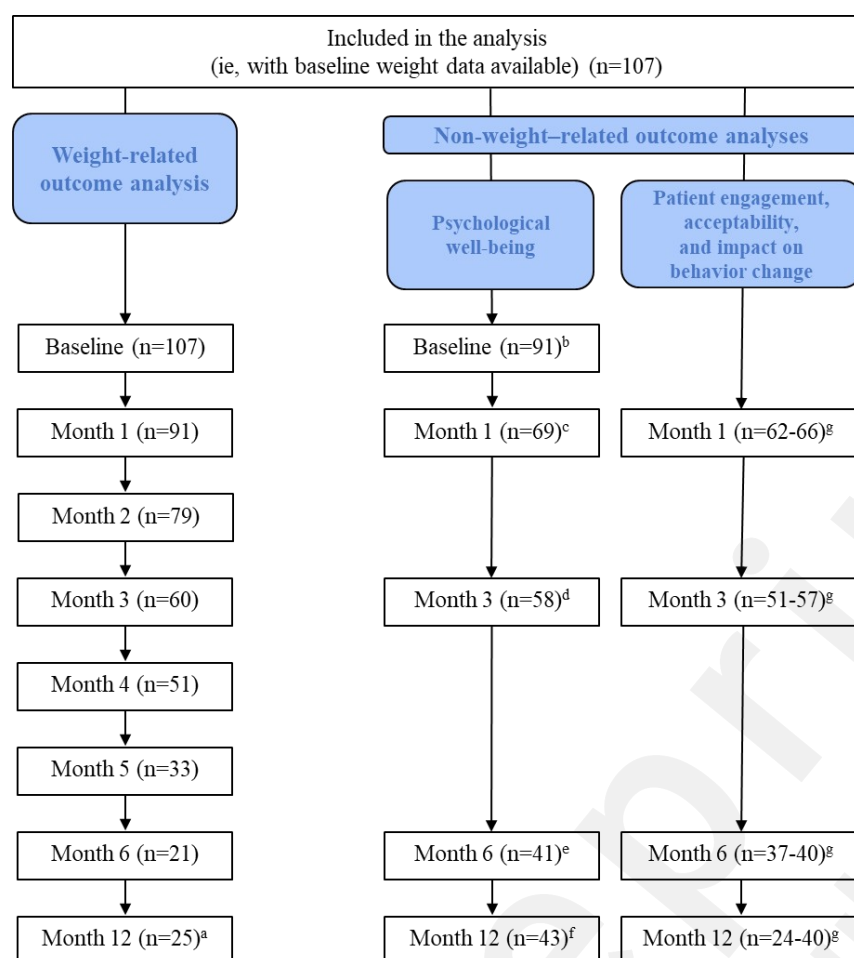 Included in the analysis
(ie, with baseline weight data available) (n=107)
Weight-related
outcome analysis
Non-weight–related outcome analyses
Psychological
well-being
Patient engagement,
acceptability,
and impact on
behavior change
Baseline (n=107)
Baseline (n=91)ᵇ
Month 1 (n=91)
Month 1 (n=69)ᶜ
Month 1 (n=62-66)ᵍ
Month 2 (n=79)
Month 3 (n=60)
Month 3 (n=58)ᵈ
Month 3 (n=51-57)ᵍ
Month 4 (n=51)
Month 5 (n=33)
Month 6 (n=21)
Month 6 (n=41)ᵉ
Month 6 (n=37-40)ᵍ
Month 12 (n=25)ᵃ
Month 12 (n=43)ᶠ
Month 12 (n=24-40)ᵍ